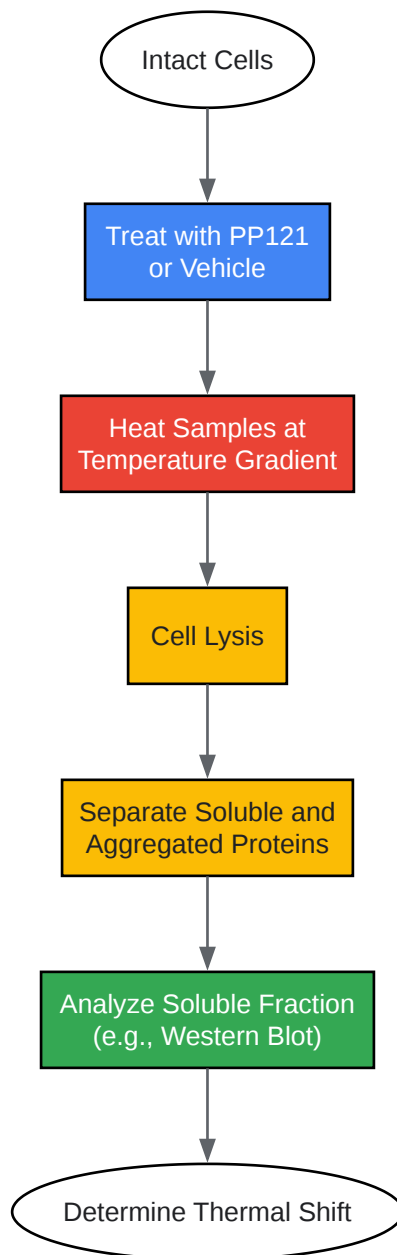 Intact Cells
Treat with PP121
or Vehicle
Heat Samples at
Temperature Gradient
Cell Lysis
Separate Soluble and
Aggregated Proteins
Analyze Soluble Fraction
(e.g., Western Blot)
Determine Thermal Shift